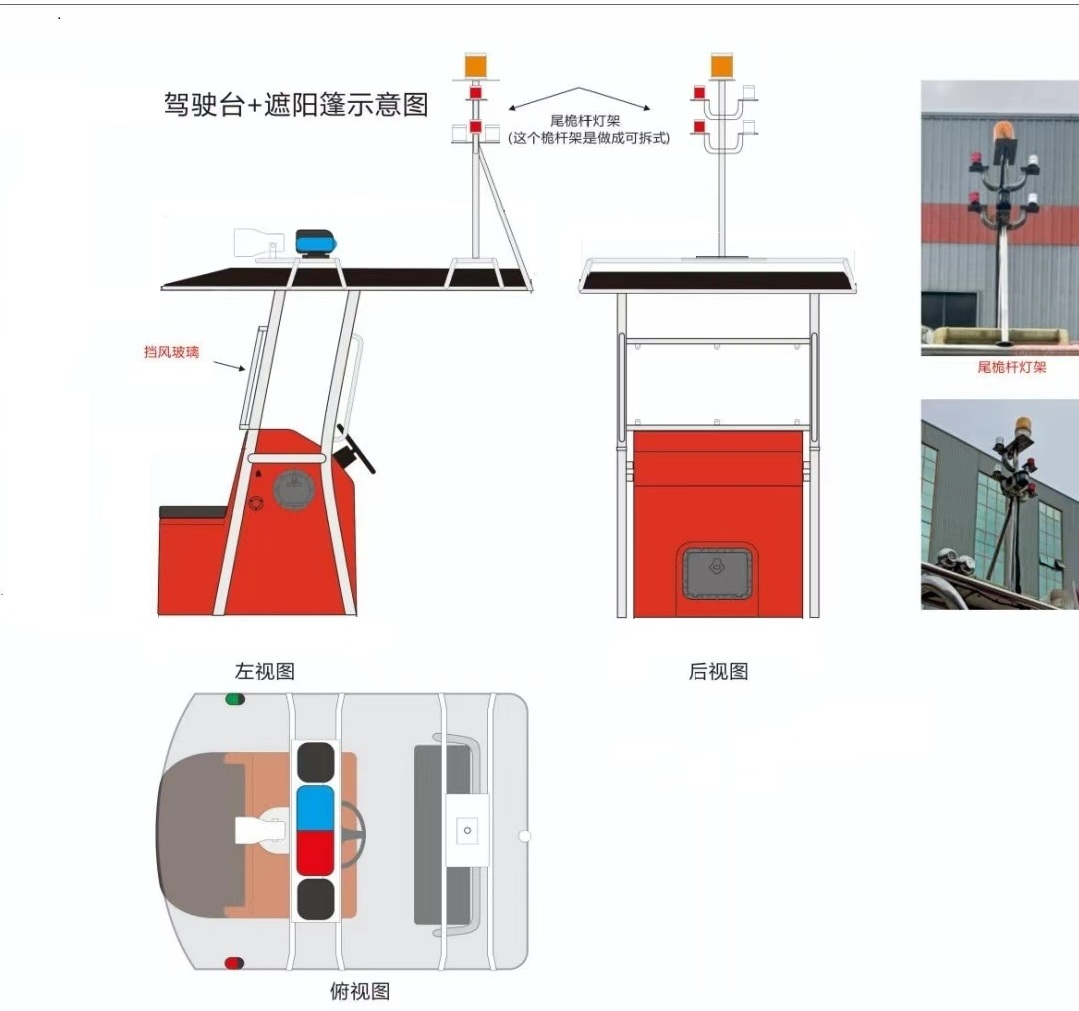 驾驶台+遮阳篷示意图
尾桅杆灯架
(这个桅杆架是做成可拆式)
挡风玻璃
尾桅杆灯架
左视图
后视图
俯视图